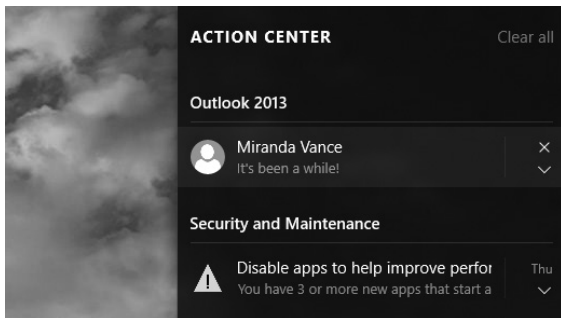 ACTION CENTER Clear all
Outlook 2013
Miranda Vance
It's been a while!
Security and Maintenance
Disable apps to help improve perfor Thu
You have 3 or more new apps that start a